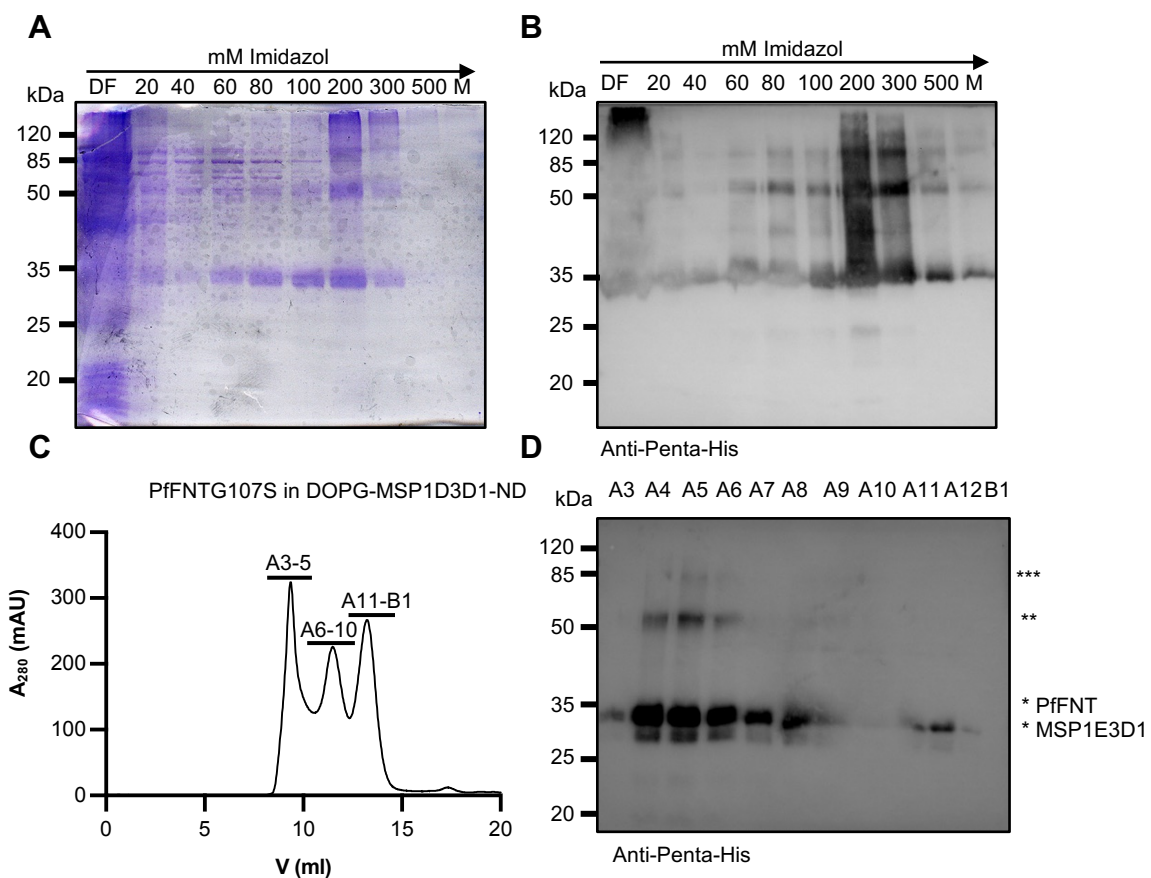 A
mM Imidazol
kDa DF 20 40 60 80 100 200 300 500 M
120
85
50
35
25
20
B
mM Imidazol
kDa DF 20 40 60 80 100 200 300 500 M
120
85
50
35
25
20
Anti-Penta-His
C
PfFNTG107S in DOPG-MSP1D3D1-ND
400
300
200
100
0
A₂₈₀ (mAU)
A3-5
A6-10
A11-B1
0 5 10 15 20
V (ml)
D
kDa A3 A4 A5 A6 A7 A8 A9 A10 A11 A12 B1
120
85 ***
50 **
35 * PfFNT
* MSP1E3D1
25
20
Anti-Penta-His